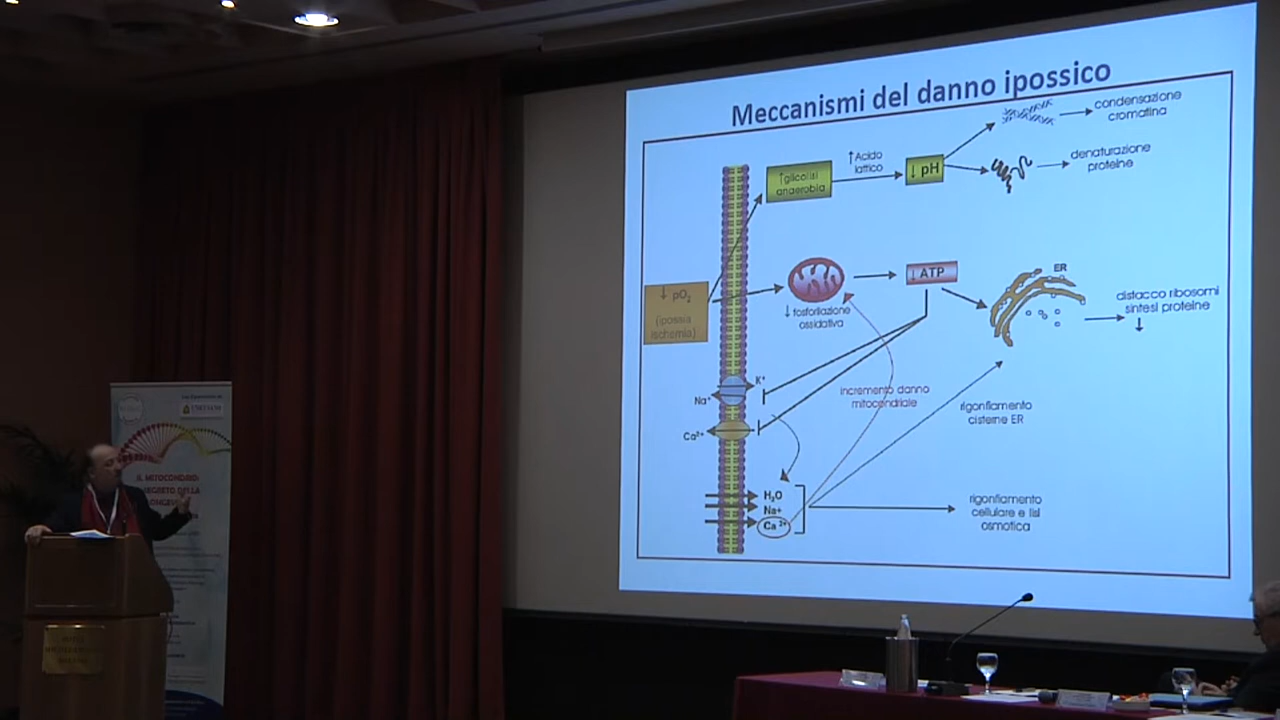 Meccanismi del danno ipossico
condensazione
cromatina
↑Acido
lattico
↑glicolisi
anaerobia
↓ pH
denaturazione
proteine
↓ pO₂
(ipossia
ischemia)
↓ fosforilazione
ossidativa
↓ ATP
ER
distacco ribosomi
sintesi proteine
↓
K⁺
Na⁺
Ca²⁺
incremento danno
mitocondriale
rigonfiamento
cisterne ER
H₂O
Na+
Ca²⁺
rigonfiamento
cellulare e lisi
osmotica
IL MITOCONDRIO: